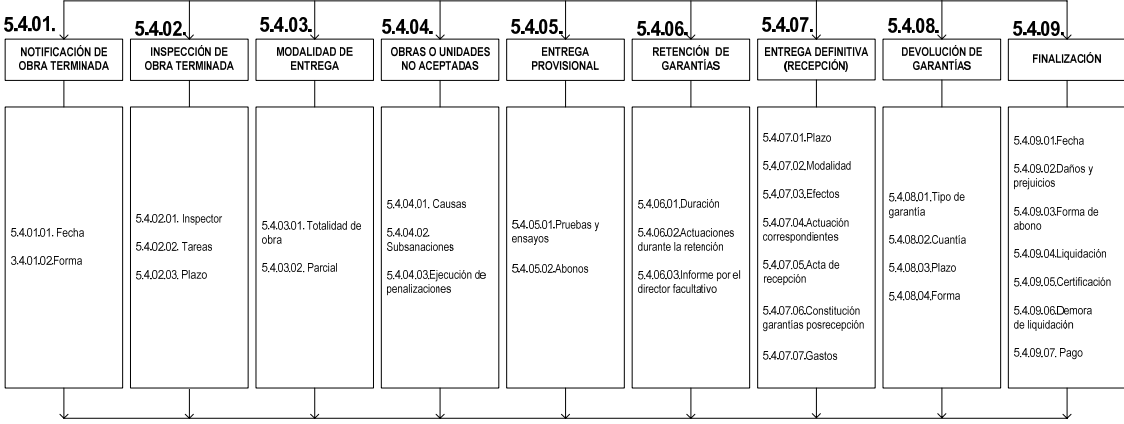 5.4.01.
NOTIFICACIÓN DE
OBRA TERMINADA
5.4.01.01. Fecha
3.4.01.02.Forma
5.4.02.
INSPECCIÓN DE
OBRA TERMINADA
5.4.02.01. Inspector
5.4.02.02. Tareas
5.4.02.03. Plazo
5.4.03.
MODALIDAD DE
ENTREGA
5.4.03.01. Totalidad de
obra
5.4.03.02. Parcial
5.4.04.
OBRAS O UNIDADES
NO ACEPTADAS
5.4.04.01. Causas
5.4.04.02.
Subsanaciones
5.4.04.03.Ejecución de
penalizaciones
5.4.05.
ENTREGA
PROVISIONAL
5.4.05.01.Pruebas y
ensayos
5.4.05.02.Abonos
5.4.06.
RETENCIÓN DE
GARANTÍAS
5.4.06.01.Duración
5.4.06.02.Actuaciones
durante la retención
5.4.06.03.Informe por el
director facultativo
5.4.07.
ENTREGA DEFINITIVA
(RECEPCIÓN)
5.4.07.01.Plazo
5.4.07.02.Modalidad
5.4.07.03.Efectos
5.4.07.04.Actuación
correspondientes
5.4.07.05.Acta de
recepción
5.4.07.06.Constitución
garantías posrecepción
5.4.07.07.Gastos
5.4.08.
DEVOLUCIÓN DE
GARANTÍAS
5.4.08.01.Tipo de
garantía
5.4.08.02.Cuantía
5.4.08.03.Plazo
5.4.08.04.Forma
5.4.09.
FINALIZACIÓN
5.4.09.01.Fecha
5.4.09.02.Daños y
prejuicios
5.4.09.03.Forma de
abono
5.4.09.04.Liquidación
5.4.09.05.Certificación
5.4.09.06.Demora
de liquidación
5.4.09.07. Pago